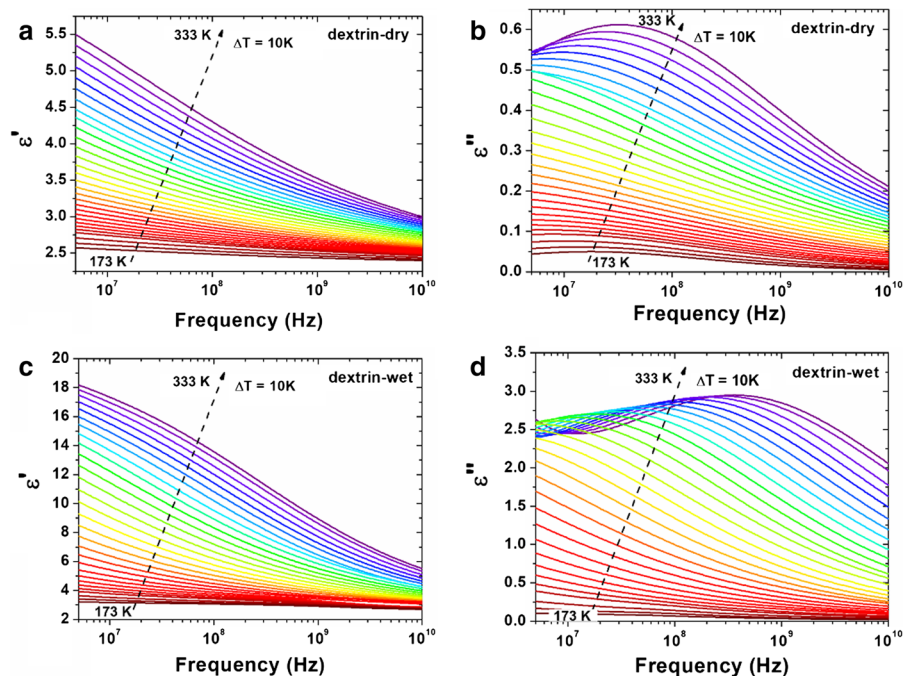 a
333 K
ΔT = 10K
dextrin-dry
5.5
5.0
4.5
4.0
3.5
3.0
2.5
ε'
173 K
10⁷
10⁸
10⁹
10¹⁰
Frequency (Hz)
b
333 K
ΔT = 10K
dextrin-dry
0.6
0.5
0.4
0.3
0.2
0.1
0.0
ε"
173 K
10⁷
10⁸
10⁹
10¹⁰
Frequency (Hz)
c
333 K
ΔT = 10K
dextrin-wet
20
18
16
14
12
10
8
6
4
2
ε'
173 K
10⁷
10⁸
10⁹
10¹⁰
Frequency (Hz)
d
333 K
ΔT = 10K
dextrin-wet
3.5
3.0
2.5
2.0
1.5
1.0
0.5
0.0
ε"
173 K
10⁷
10⁸
10⁹
10¹⁰
Frequency (Hz)